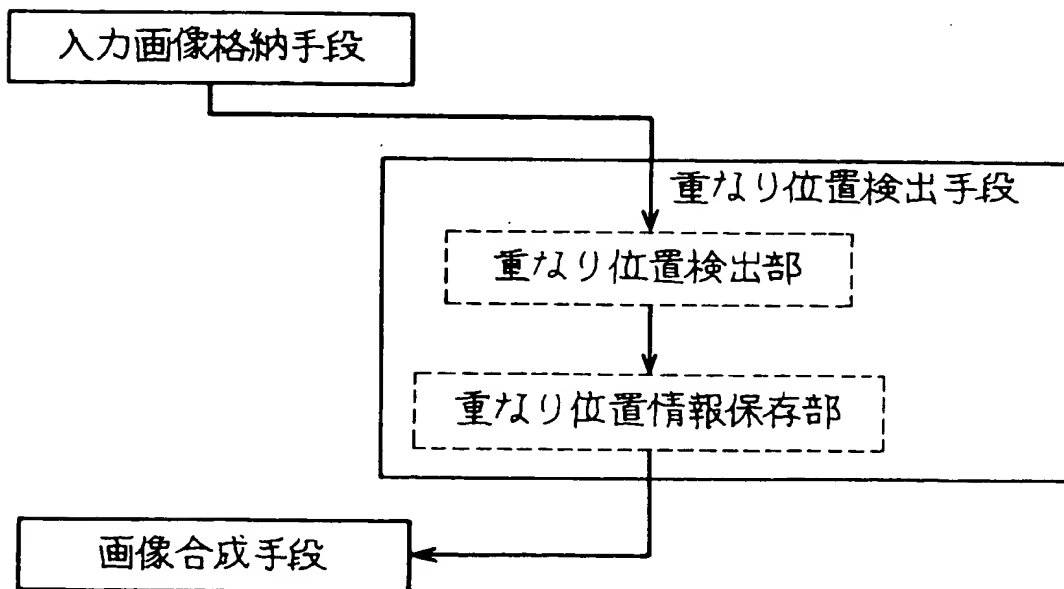 入力画像格納手段
重なり位置検出手段
重なり位置検出部
重なり位置情報保存部
画像合成手段